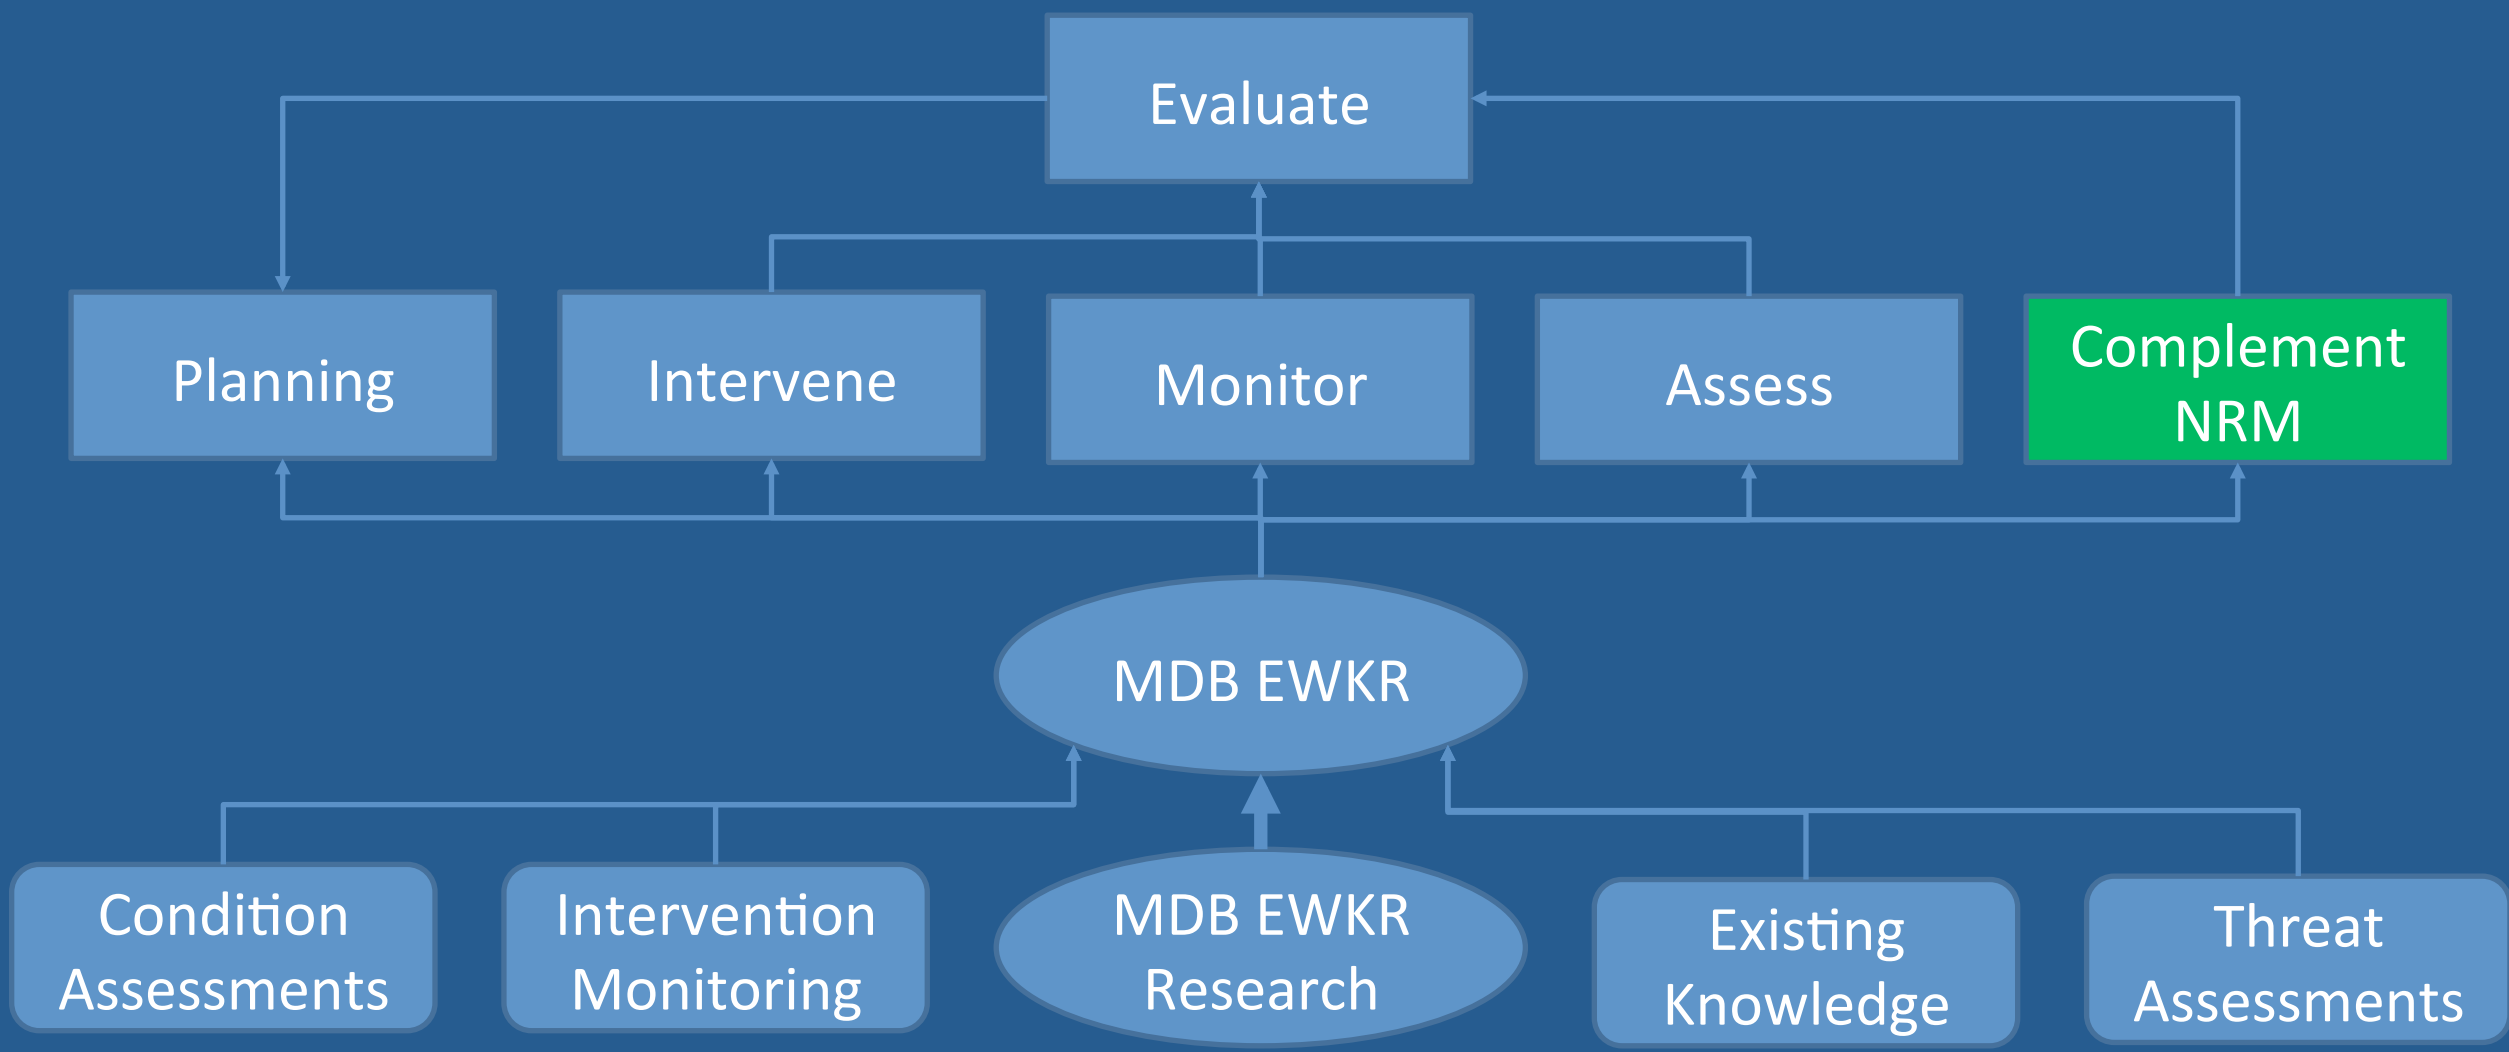 Evaluate
Planning
Intervene
Monitor
Assess
Complement
NRM
MDB EWKR
Condition
Assessments
Intervention
Monitoring
MDB EWKR
Research
Existing
Knowledge
Threat
Assessments